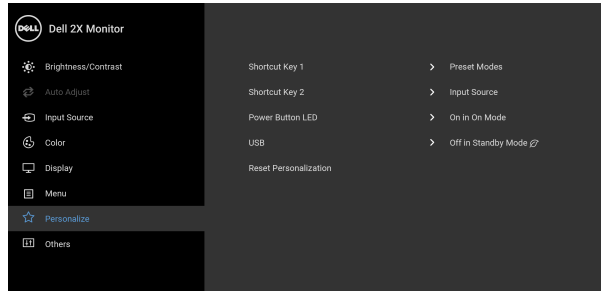 DELL Dell 2X Monitor
Brightness/Contrast
Shortcut Key 1 Preset Modes
Auto Adjust
Shortcut Key 2 Input Source
Input Source
Power Button LED On in On Mode
Color
USB Off in Standby Mode
Display
Reset Personalization
Menu
Personalize
Others